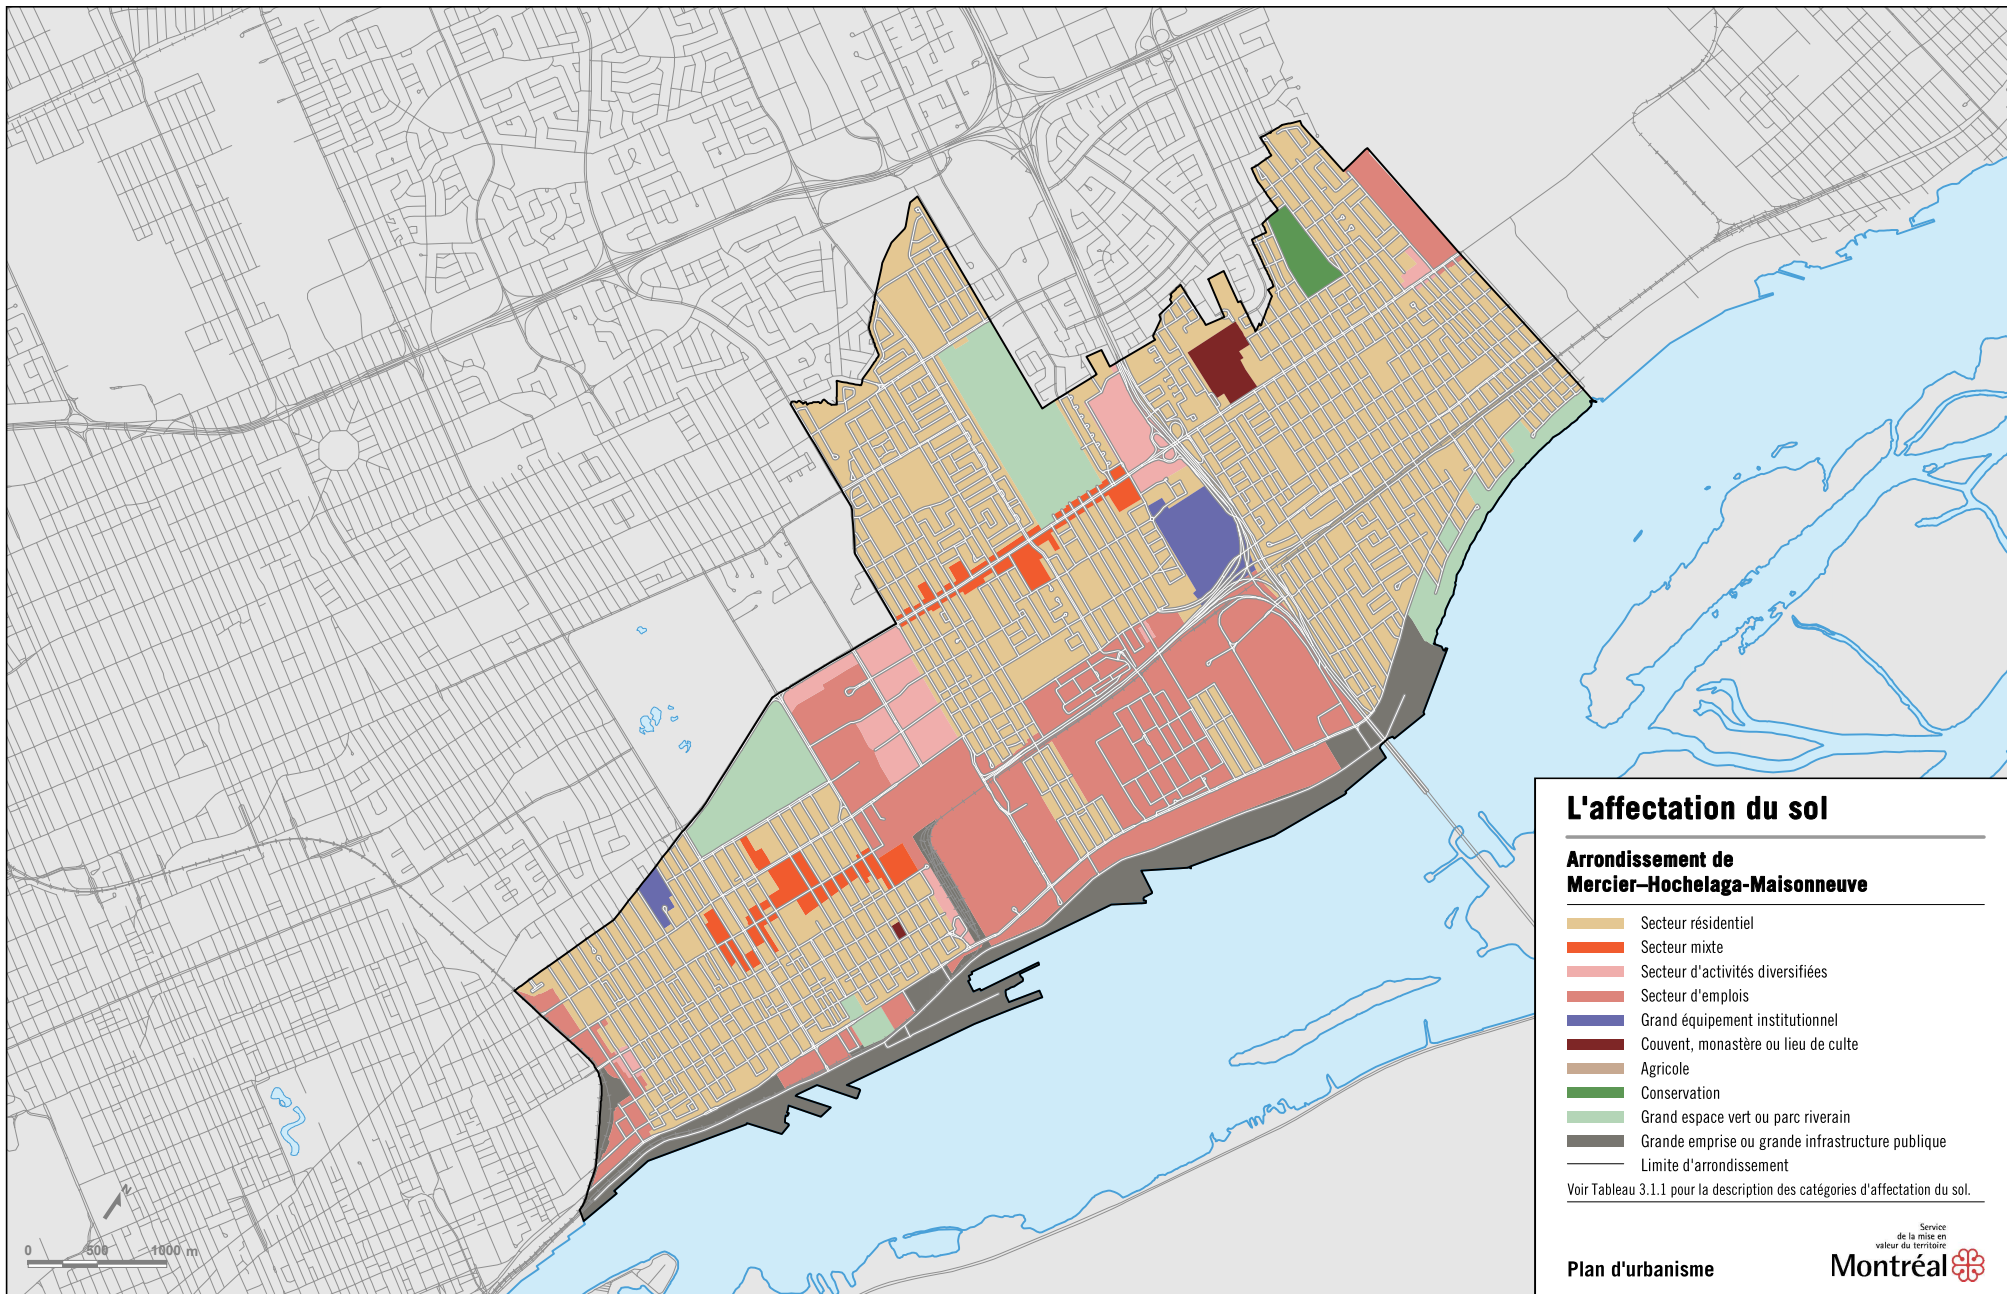 L'affectation du sol
Arrondissement de
Mercier–Hochelaga-Maisonneuve
Secteur résidentiel
Secteur mixte
Secteur d'activités diversifiées
Secteur d'emplois
Grand équipement institutionnel
Couvent, monastère ou lieu de culte
Agricole
Conservation
Grand espace vert ou parc riverain
Grande emprise ou grande infrastructure publique
Limite d'arrondissement
Voir Tableau 3.1.1 pour la description des catégories d'affectation du sol.
Service
de la mise en
valeur du territoire
Plan d'urbanisme
Montréal
N
0 500 1000 m